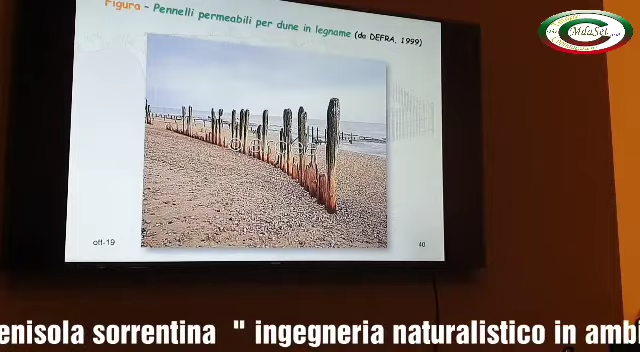 Figura - Pennelli permeabili per dune in legname (da DEFRA, 1999)
MdaSet
ott-19
40
enisola sorrentina " ingegneria naturalistico in ambi